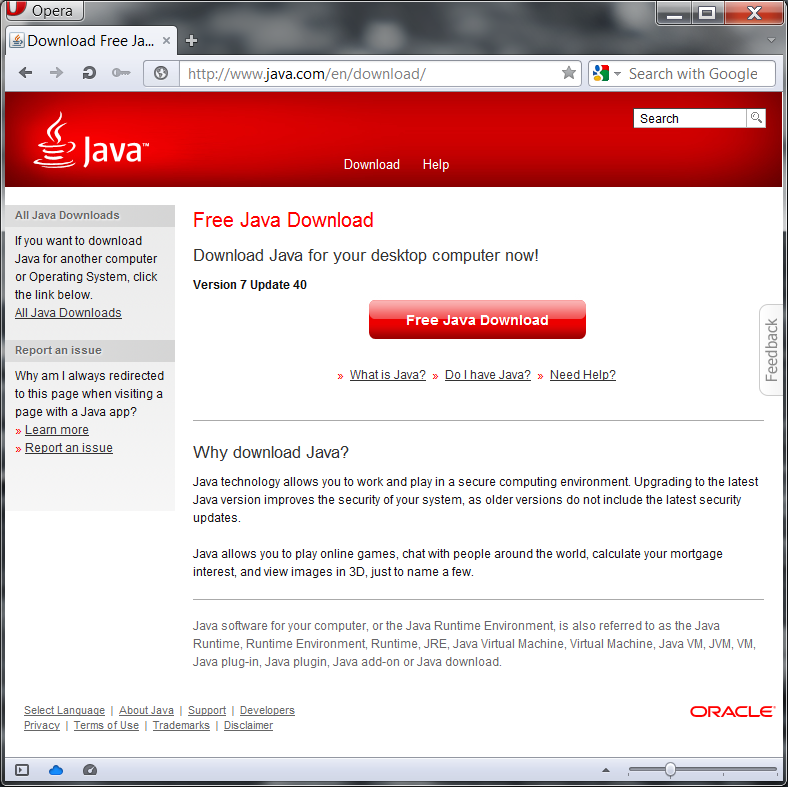 Opera
Download Free Ja...
http://www.java.com/en/download/
Search with Google
Java™
Search
Download Help
All Java Downloads
If you want to download
Java for another computer
or Operating System, click
the link below.
All Java Downloads
Report an issue
Why am I always redirected
to this page when visiting a
page with a Java app?
» Learn more
» Report an issue
Free Java Download
Download Java for your desktop computer now!
Version 7 Update 40
Free Java Download
» What is Java? » Do I have Java? » Need Help?
Feedback
Why download Java?
Java technology allows you to work and play in a secure computing environment. Upgrading to the latest
Java version improves the security of your system, as older versions do not include the latest security
updates.
Java allows you to play online games, chat with people around the world, calculate your mortgage
interest, and view images in 3D, just to name a few.
Java software for your computer, or the Java Runtime Environment, is also referred to as the Java
Runtime, Runtime Environment, Runtime, JRE, Java Virtual Machine, Virtual Machine, Java VM, JVM, VM,
Java plug-in, Java plugin, Java add-on or Java download.
Select Language | About Java | Support | Developers
Privacy | Terms of Use | Trademarks | Disclaimer
ORACLE